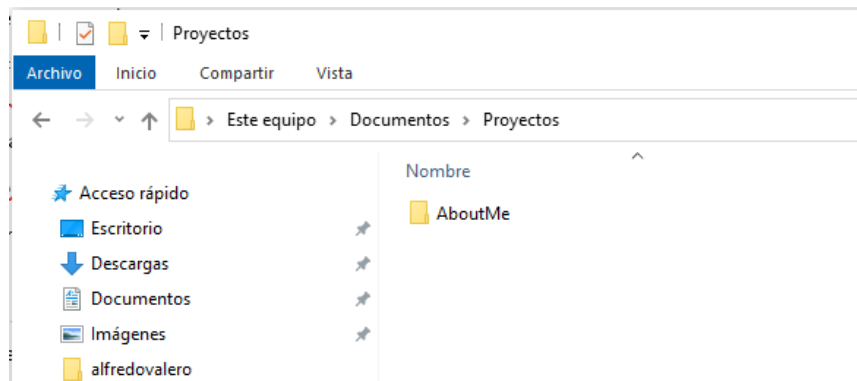 Proyectos
Archivo Inicio Compartir Vista
Este equipo > Documentos > Proyectos
Nombre
AboutMe
Acceso rápido
Escritorio
Descargas
Documentos
Imágenes
alfredovalero